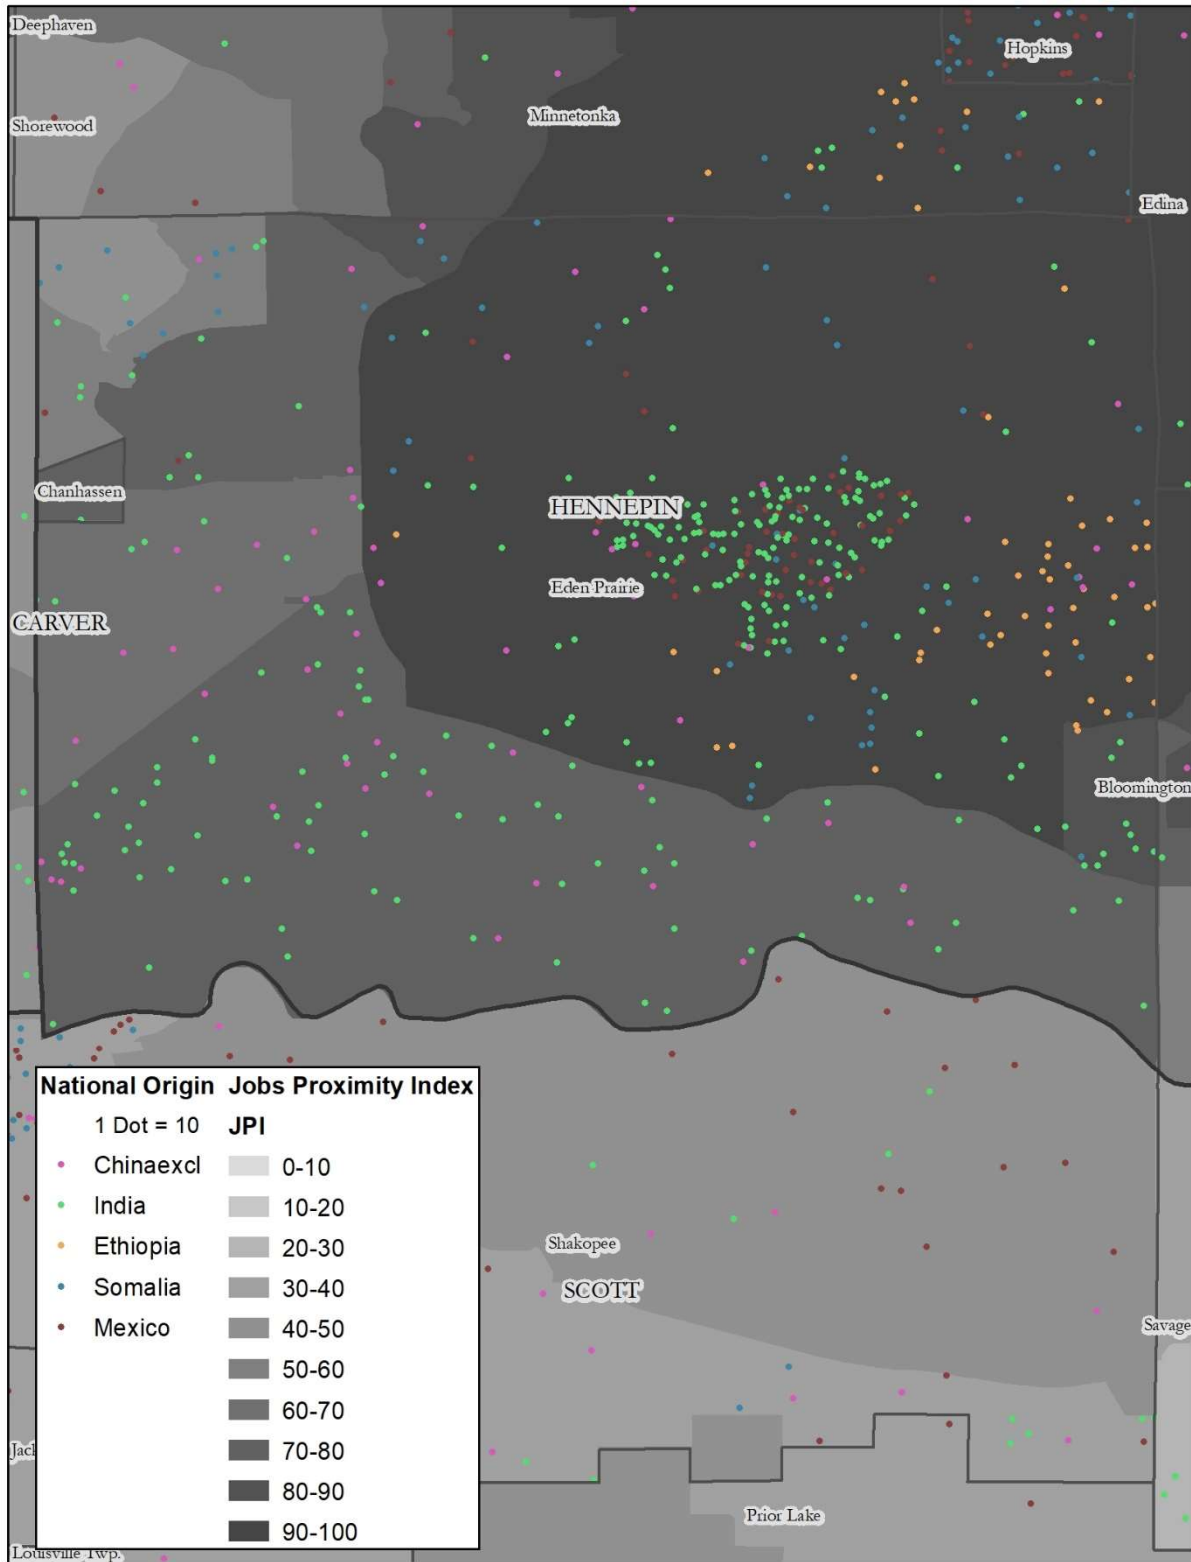 Deephaven
Hopkins
Minnetonka
Shorewood
Edina
Chanhassen
HENNEPIN
Eden Prairie
CARVER
Bloomington
National Origin Jobs Proximity Index
1 Dot = 10 JPI
Chinaexcl 0-10
India 10-20
Ethiopia 20-30
Somalia 30-40
Mexico 40-50
50-60
60-70
70-80
80-90
90-100
Shakopee
SCOTT
Savage
Jack
Prior Lake
Louisville Twp.